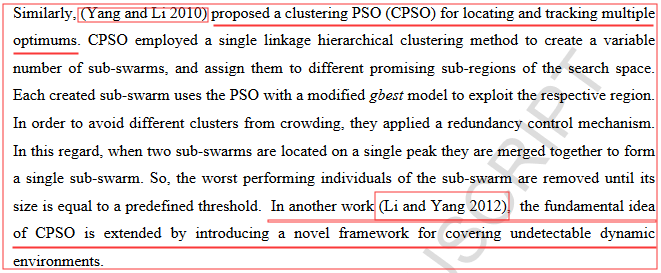 Similarly, (Yang and Li 2010) proposed a clustering PSO (CPSO) for locating and tracking multiple
optimums. CPSO employed a single linkage hierarchical clustering method to create a variable
number of sub-swarms, and assign them to different promising sub-regions of the search space.
Each created sub-swarm uses the PSO with a modified gbest model to exploit the respective region.
In order to avoid different clusters from crowding, they applied a redundancy control mechanism.
In this regard, when two sub-swarms are located on a single peak they are merged together to form
a single sub-swarm. So, the worst performing individuals of the sub-swarm are removed until its
size is equal to a predefined threshold. In another work (Li and Yang 2012), the fundamental idea
of CPSO is extended by introducing a novel framework for covering undetectable dynamic
environments.